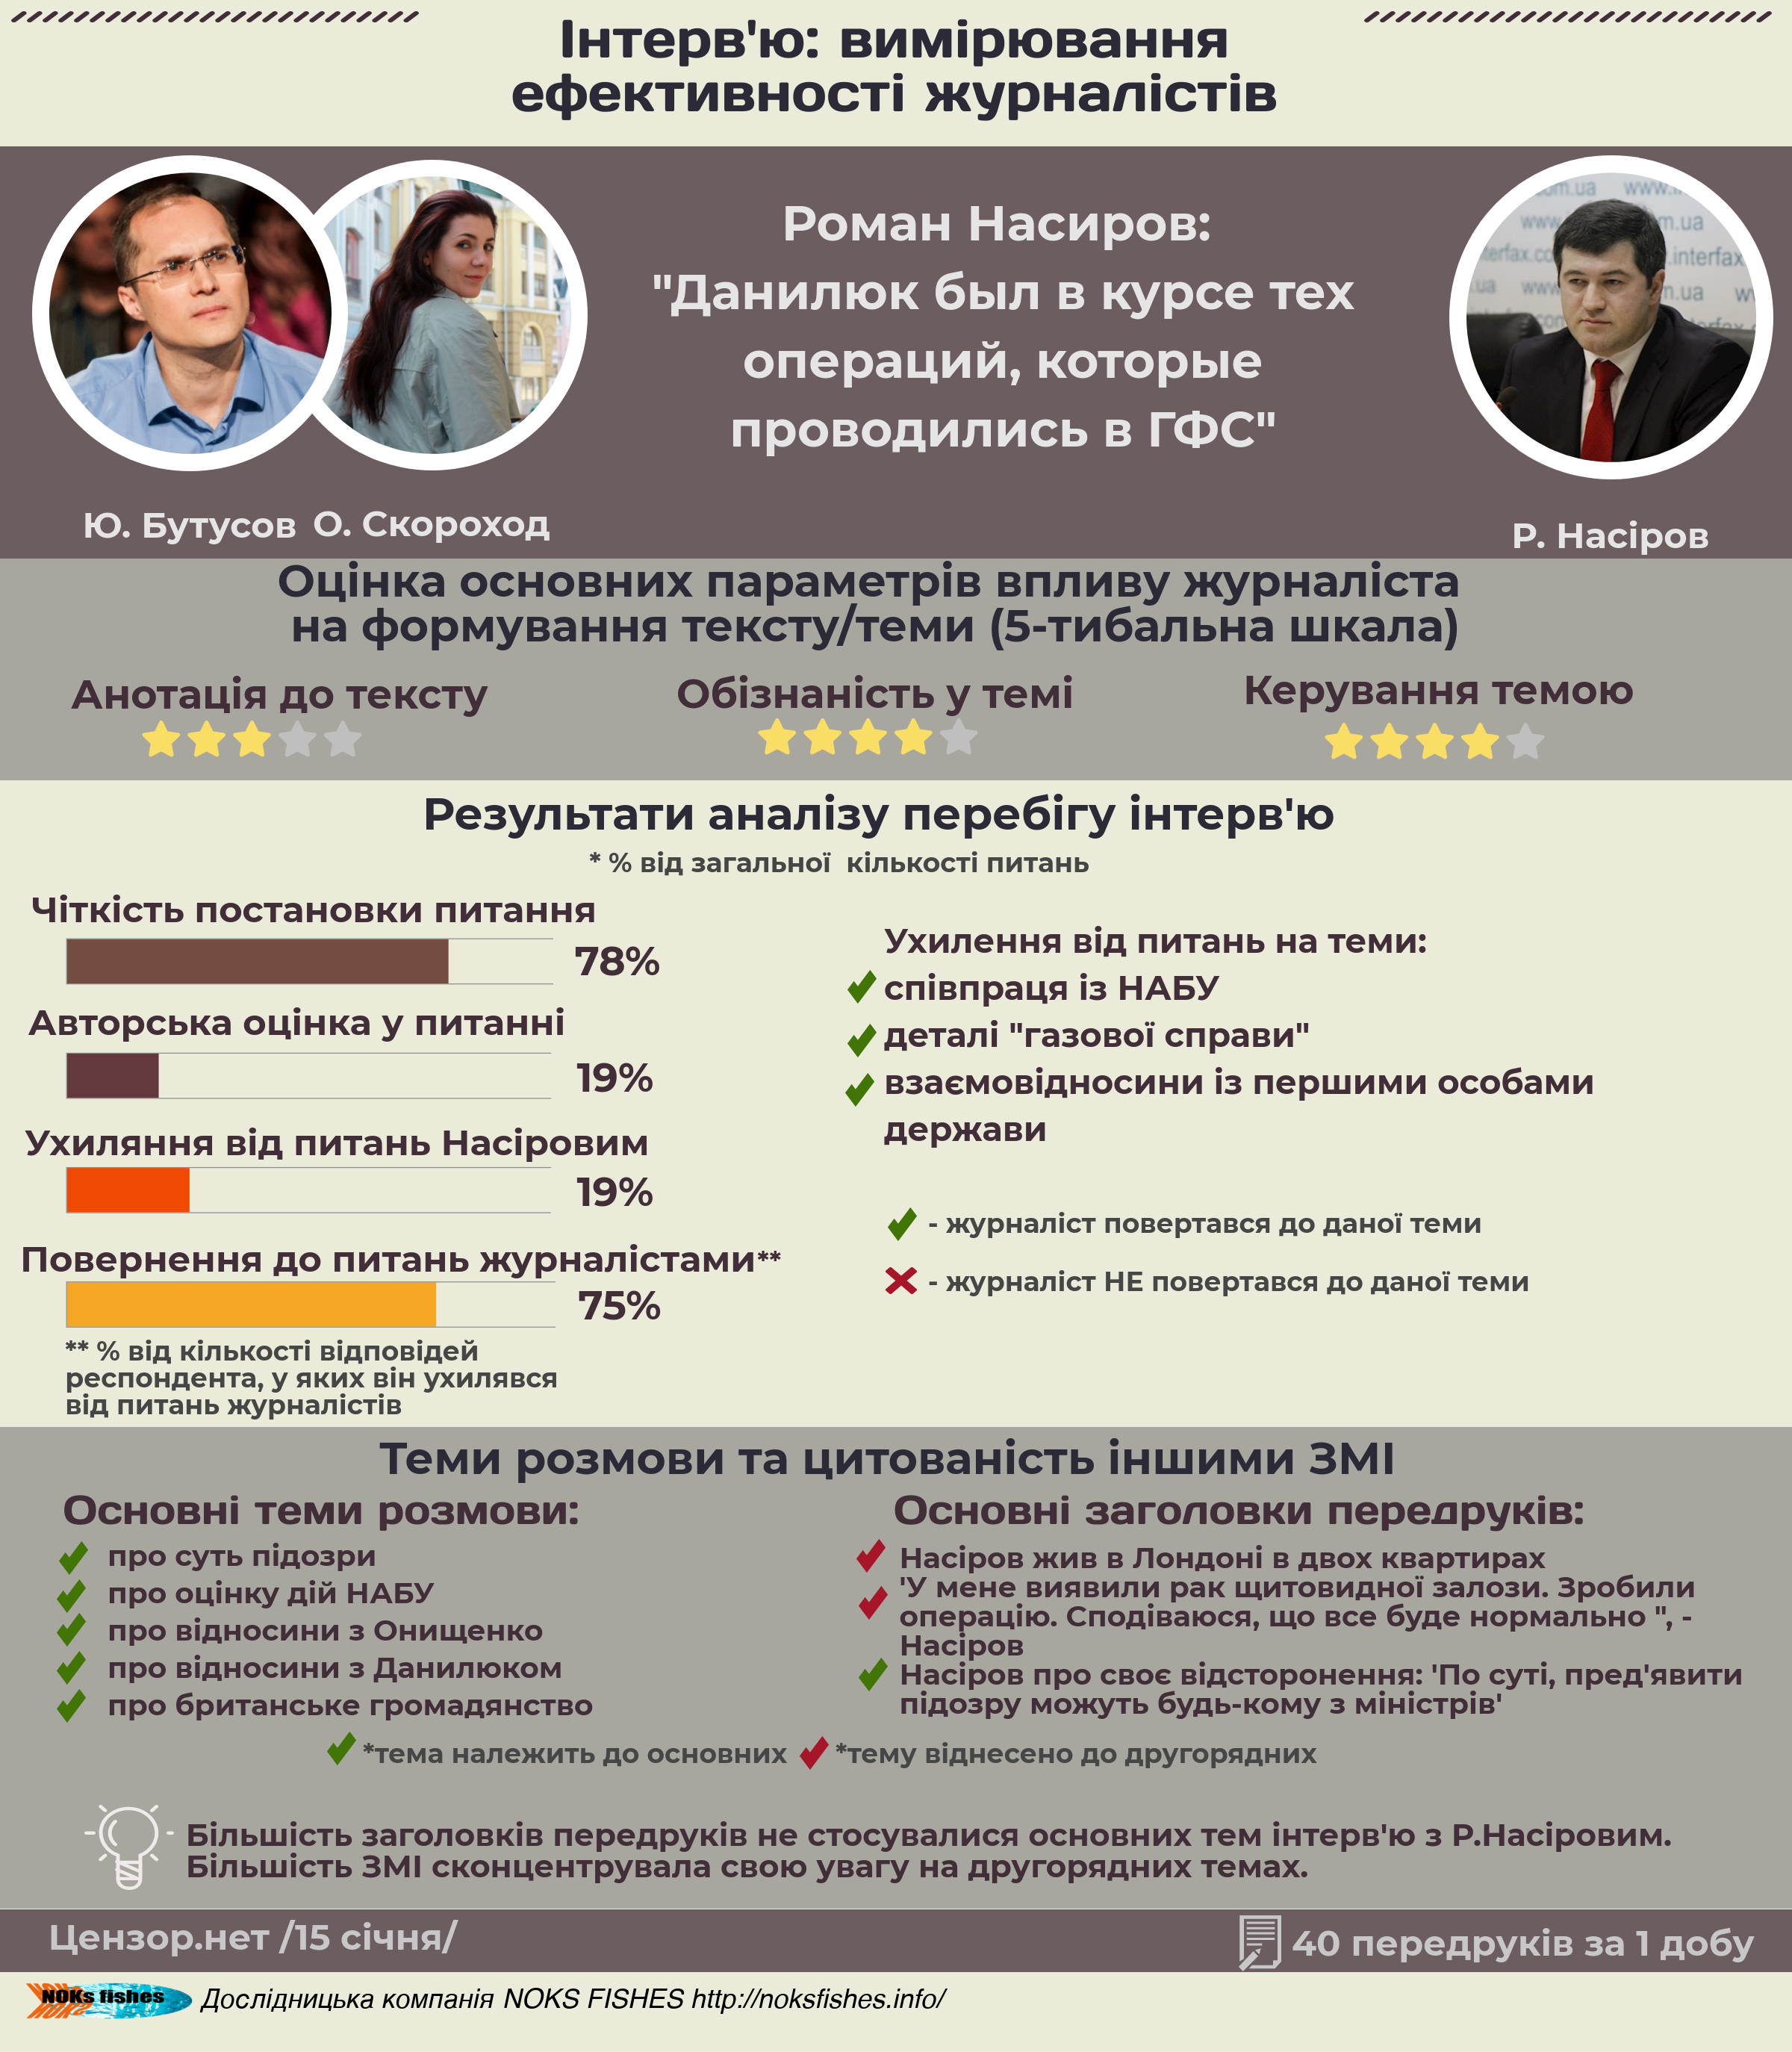 Інтерв'ю: вимірювання
ефективності журналістів
Роман Насиров:
"Данилюк был в курсе тех
операций, которые
проводились в ГФС"
Ю. Бутусов О. Скороход
Р. Насіров
Оцінка основних параметрів впливу журналіста
на формування тексту/теми (5-тибальна шкала)
Анотація до тексту
Обізнаність у темі
Керування темою
Результати аналізу перебігу інтерв'ю
* % від загальної кількості питань
Чіткість постановки питання
78%
Авторська оцінка у питанні
19%
Ухиляння від питань Насіровим
19%
Повернення до питань журналістами**
75%
** % від кількості відповідей
респондента, у яких він ухилявся
від питань журналістів
Ухилення від питань на теми:
співпраця із НАБУ
деталі "газової справи"
взаємовідносини із першими особами
держави
- журналіст повертався до даної теми
- журналіст НЕ повертався до даної теми
Теми розмови та цитованість іншими ЗМІ
Основні теми розмови:
про суть підозри
про оцінку дій НАБУ
про відносини з Онищенко
про відносини з Данилюком
про британське громадянство
Основні заголовки передруків:
Насіров жив в Лондоні в двох квартирах
'У мене виявили рак щитовидної залози. Зробили
операцію. Сподіваюся, що все буде нормально ", -
Насіров
Насіров про своє відсторонення: 'По суті, пред'явити
підозру можуть будь-кому з міністрів'
*тема належить до основних
*тему віднесено до другорядних
Більшість заголовків передруків не стосувалися основних тем інтерв'ю з Р.Насіровим.
Більшість ЗМІ сконцентрувала свою увагу на другорядних темах.
Цензор.нет /15 січня/
40 передруків за 1 добу
NOKs fishes
Дослідницька компанія NOKS FISHES http://noksfishes.info/